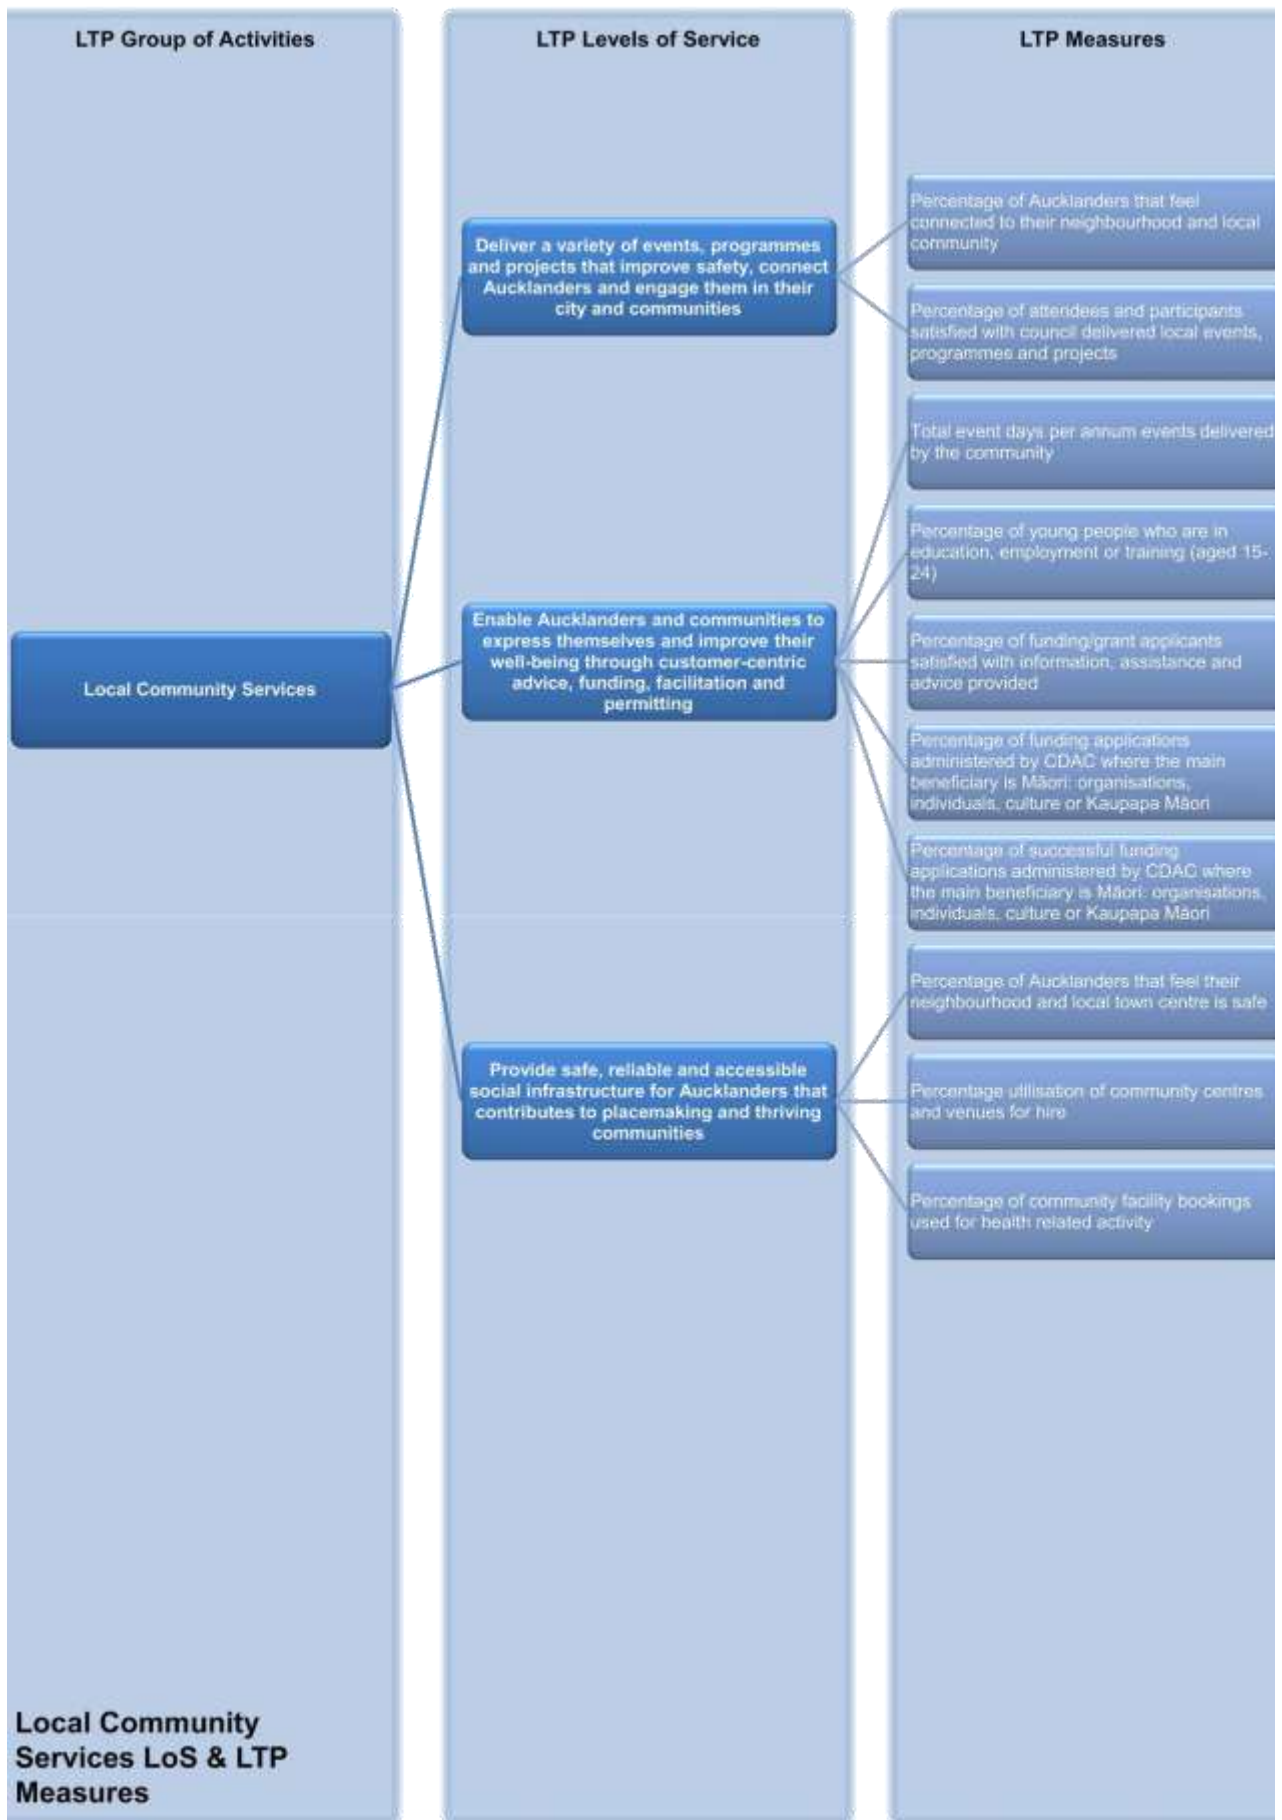 LTP Group of Activities
LTP Levels of Service
LTP Measures
Local Community Services
Deliver a variety of events, programmes
and projects that improve safety, connect
Aucklanders and engage them in their
city and communities
Enable Aucklanders and communities to
express themselves and improve their
well-being through customer-centric
advice, funding, facilitation and
permitting
Provide safe, reliable and accessible
social infrastructure for Aucklanders that
contributes to placemaking and thriving
communities
Percentage of Aucklanders that feel
connected to their neighbourhood and local
community
Percentage of attendees and participants
satisfied with council delivered local events,
programmes and projects
Total event days per annum events delivered
by the community
Percentage of young people who are in
education, employment or training (aged 15-
24)
Percentage of funding/grant applicants
satisfied with information, assistance and
advice provided
Percentage of funding applications
administered by CDAC where the main
beneficiary is Māori: organisations,
individuals, culture or Kaupapa Māori
Percentage of successful funding
applications administered by CDAC where
the main beneficiary is Māori: organisations,
individuals, culture or Kaupapa Māori
Percentage of Aucklanders that feel their
neighbourhood and local town centre is safe
Percentage utilisation of community centres
and venues for hire
Percentage of community facility bookings
used for health related activity
Local Community
Services LoS & LTP
Measures